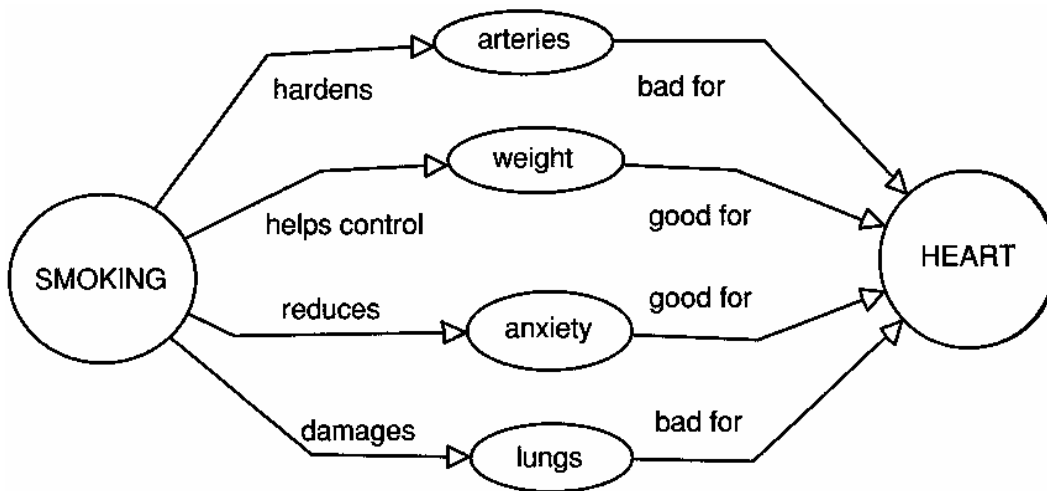 arteries
hardens
bad for
weight
helps control
good for
SMOKING
HEART
reduces
anxiety
good for
damages
lungs
bad for